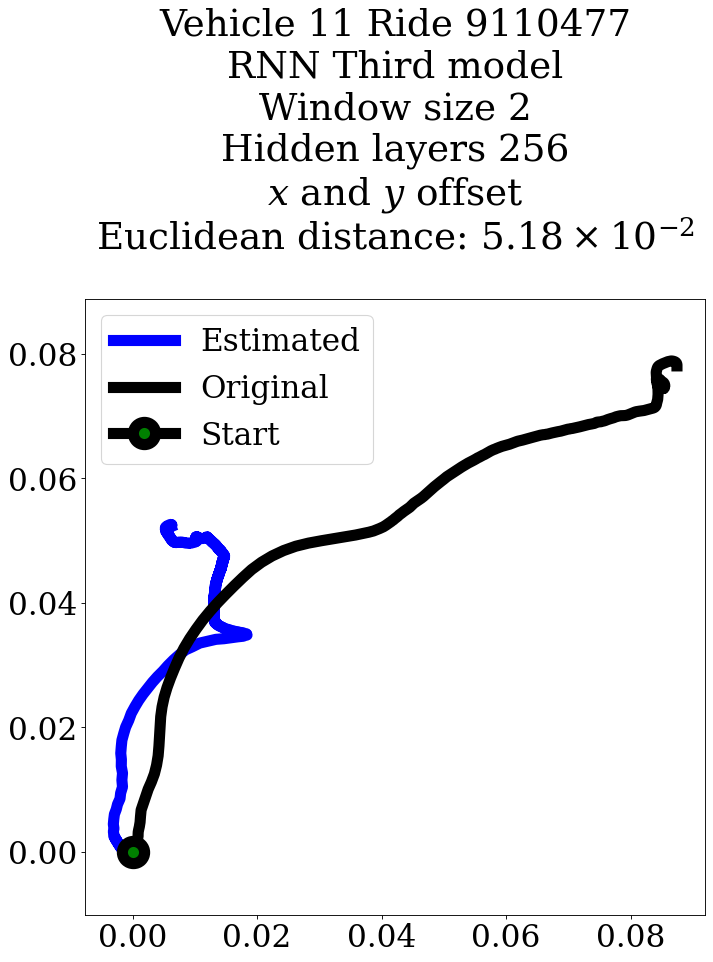 Vehicle 11 Ride 9110477
RNN Third model
Window size 2
Hidden layers 256
x and y offset
Euclidean distance: 5.18 × 10⁻²
Estimated
Original
Start
0.08
0.06
0.04
0.02
0.00
0.00 0.02 0.04 0.06 0.08